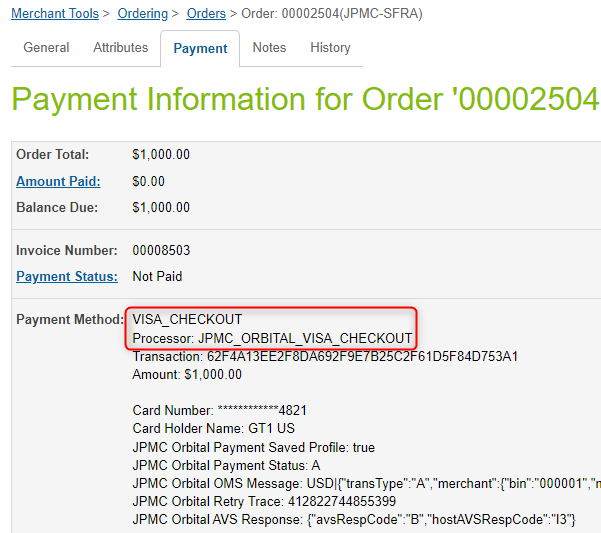 Merchant Tools > Ordering > Orders > Order: 00002504(JPMC-SFRA)
General Attributes Payment Notes History
Payment Information for Order '00002504
Order Total: $1,000.00
Amount Paid: $0.00
Balance Due: $1,000.00
Invoice Number: 00008503
Payment Status: Not Paid
Payment Method: VISA_CHECKOUT
Processor: JPMC_ORBITAL_VISA_CHECKOUT
Transaction: 62F4A13EE2F8DA692F9E7B25C2F61D5F84D753A1
Amount: $1,000.00
Card Number: ************4821
Card Holder Name: GT1 US
JPMC Orbital Payment Saved Profile: true
JPMC Orbital Payment Status: A
JPMC Orbital OMS Message: USD|{"transType":"A","merchant":{"bin":"000001","n
JPMC Orbital Retry Trace: 412822744855399
JPMC Orbital AVS Response: {"avsRespCode":"B","hostAVSRespCode":"I3"}